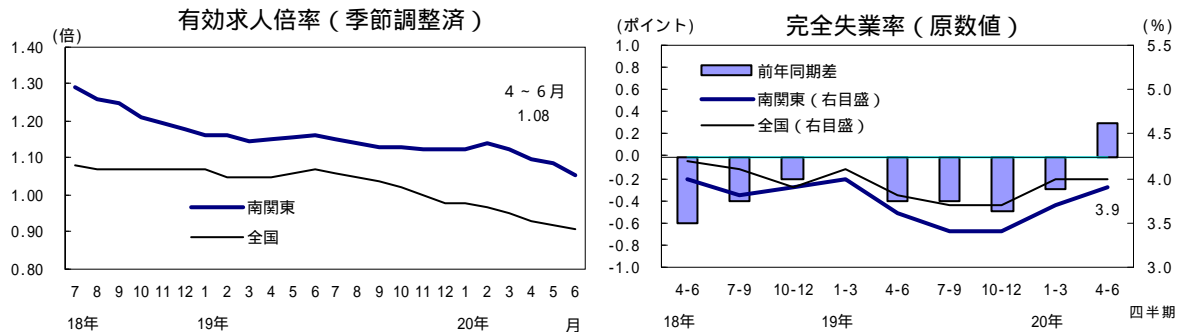 有効求人倍率（季節調整済）
(倍)
1.40
1.30
1.20
1.10
1.00
0.90
0.80
4～6月
1.08
南関東
全国
7 8 9 10 11 12 1 2 3 4 5 6 7 8 9 10 11 12 1 2 3 4 5 6
18年 19年 20年 月
完全失業率（原数値）
(ポイント) (%)
1.0 5.5
0.8
0.6 5.0
0.4
0.2 4.5
0.0
-0.2 4.0
-0.4
-0.6 3.5
-0.8
-1.0 3.0
前年同期差
南関東（右目盛）
全国（右目盛）
3.9
4-6 7-9 10-12 1-3 4-6 7-9 10-12 1-3 4-6
18年 19年 20年 四半期